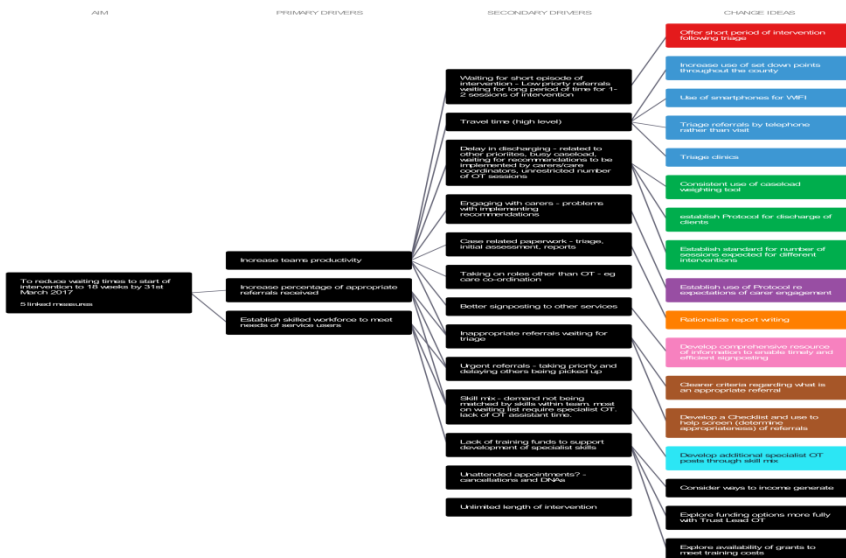 AIM
PRIMARY DRIVERS
SECONDARY DRIVERS
CHANGE IDEAS
To reduce waiting times to start of
intervention to 18 weeks by 31st
March 2017
5 linked measures
Increase teams productivity
Increase percentage of appropriate
referrals received
Establish skilled workforce to meet
needs of service users
Waiting for short episode of
intervention - Low priorty referrals
waiting for long period of time for 1-
2 sessions of intervention
Travel time (high level)
Delay in discharging - related to
other priorities, busy caseload,
waiting for recommendations to be
implemented by carers/care
coordinators, unrestricted number
of OT sessions
Engaging with carers - problems
with implementing
recommendations
Case related paperwork - triage,
initial assessment, reports
Taking on roles other than OT - eg
care co-ordination
Better signposting to other services
Inappropriate referrals waiting for
triage
Urgent referrals - taking priorty and
delaying others being picked up
Skill mix - demand not being
matched by skills within team. most
on waiting list require specialist OT.
lack of OT assistant time.
Lack of training funds to support
development of specialist skills
Unattended appointments? -
cancellations and DNAs
Unlimited length of intervention
Offer short period of intervention
following triage
Increase use of set down points
throughout the county
Use of smartphones for WIFI
Triage referrals by telephone
rather than visit
Triage clinics
Consistent use of caseload
weighting tool
establish Protocol for discharge of
clients
Establish standard for number of
sessions expected for different
interventions
Establish use of Protocol re
expectations of carer engagement
Rationalize report writing
Develop comprehensive resource
of information to enable timely and
efficient signposting
Clearer criteria regarding what is
an appropriate referral
Develop a Checklist and use to
help screen (determine
appropriateness) of referrals
Develop additional specialist OT
posts through skill mix
Consider ways to income generate
Explore funding options more fully
with Trust Lead OT
Explore availability of grants to
meet training costs